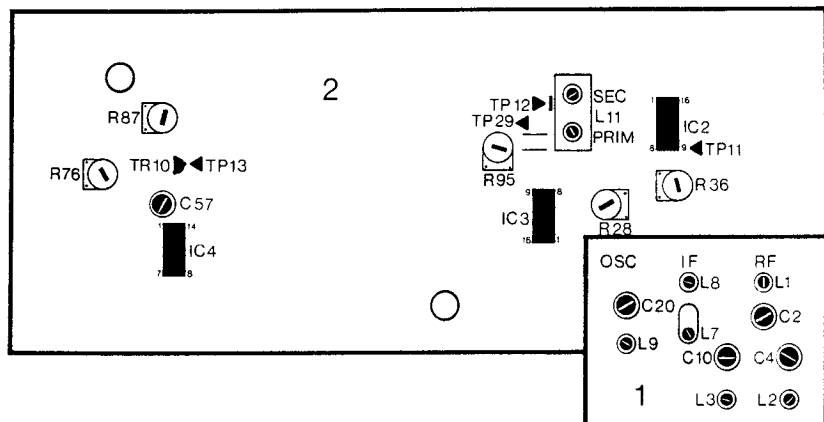 2
R87
R76
TR10
TP13
C57
1 14
IC4
7 8
TP12
TP29
SEC
L11
PRIM
R95
1 16
IC2
8 9
TP11
R36
9 8
IC3
16 1
R28
OSC IF RF
L8 L1
C20 C2
L7
L9
C10 C4
1
L3 L2